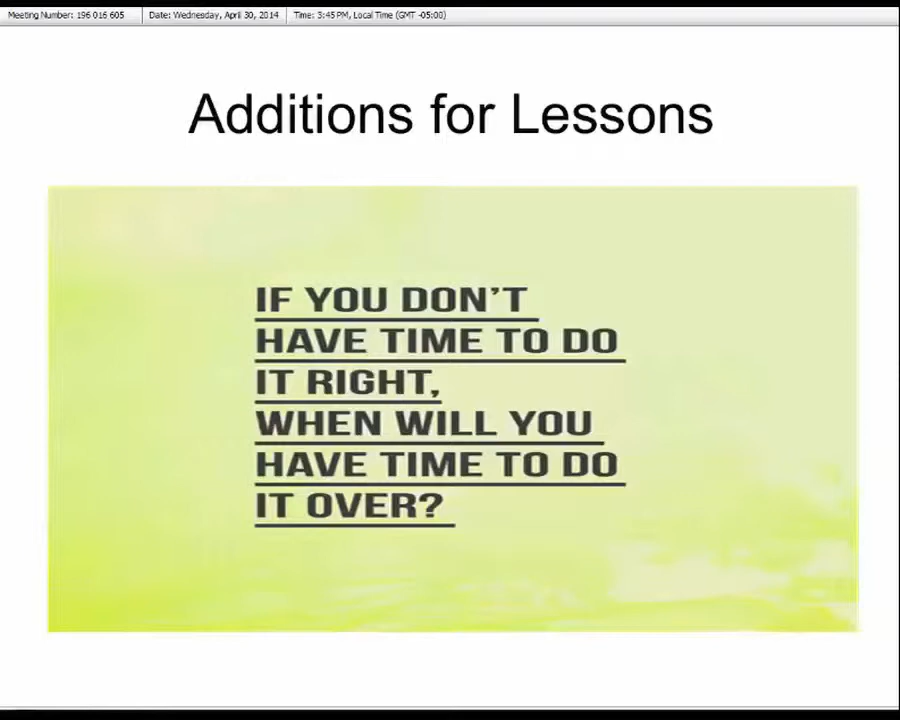 Meeting Number: 196 016 605 Date: Wednesday, April 30, 2014 Time: 3:45 PM, Local Time (GMT -05:00)
Additions for Lessons
IF YOU DON’T
HAVE TIME TO DO
IT RIGHT,
WHEN WILL YOU
HAVE TIME TO DO
IT OVER?